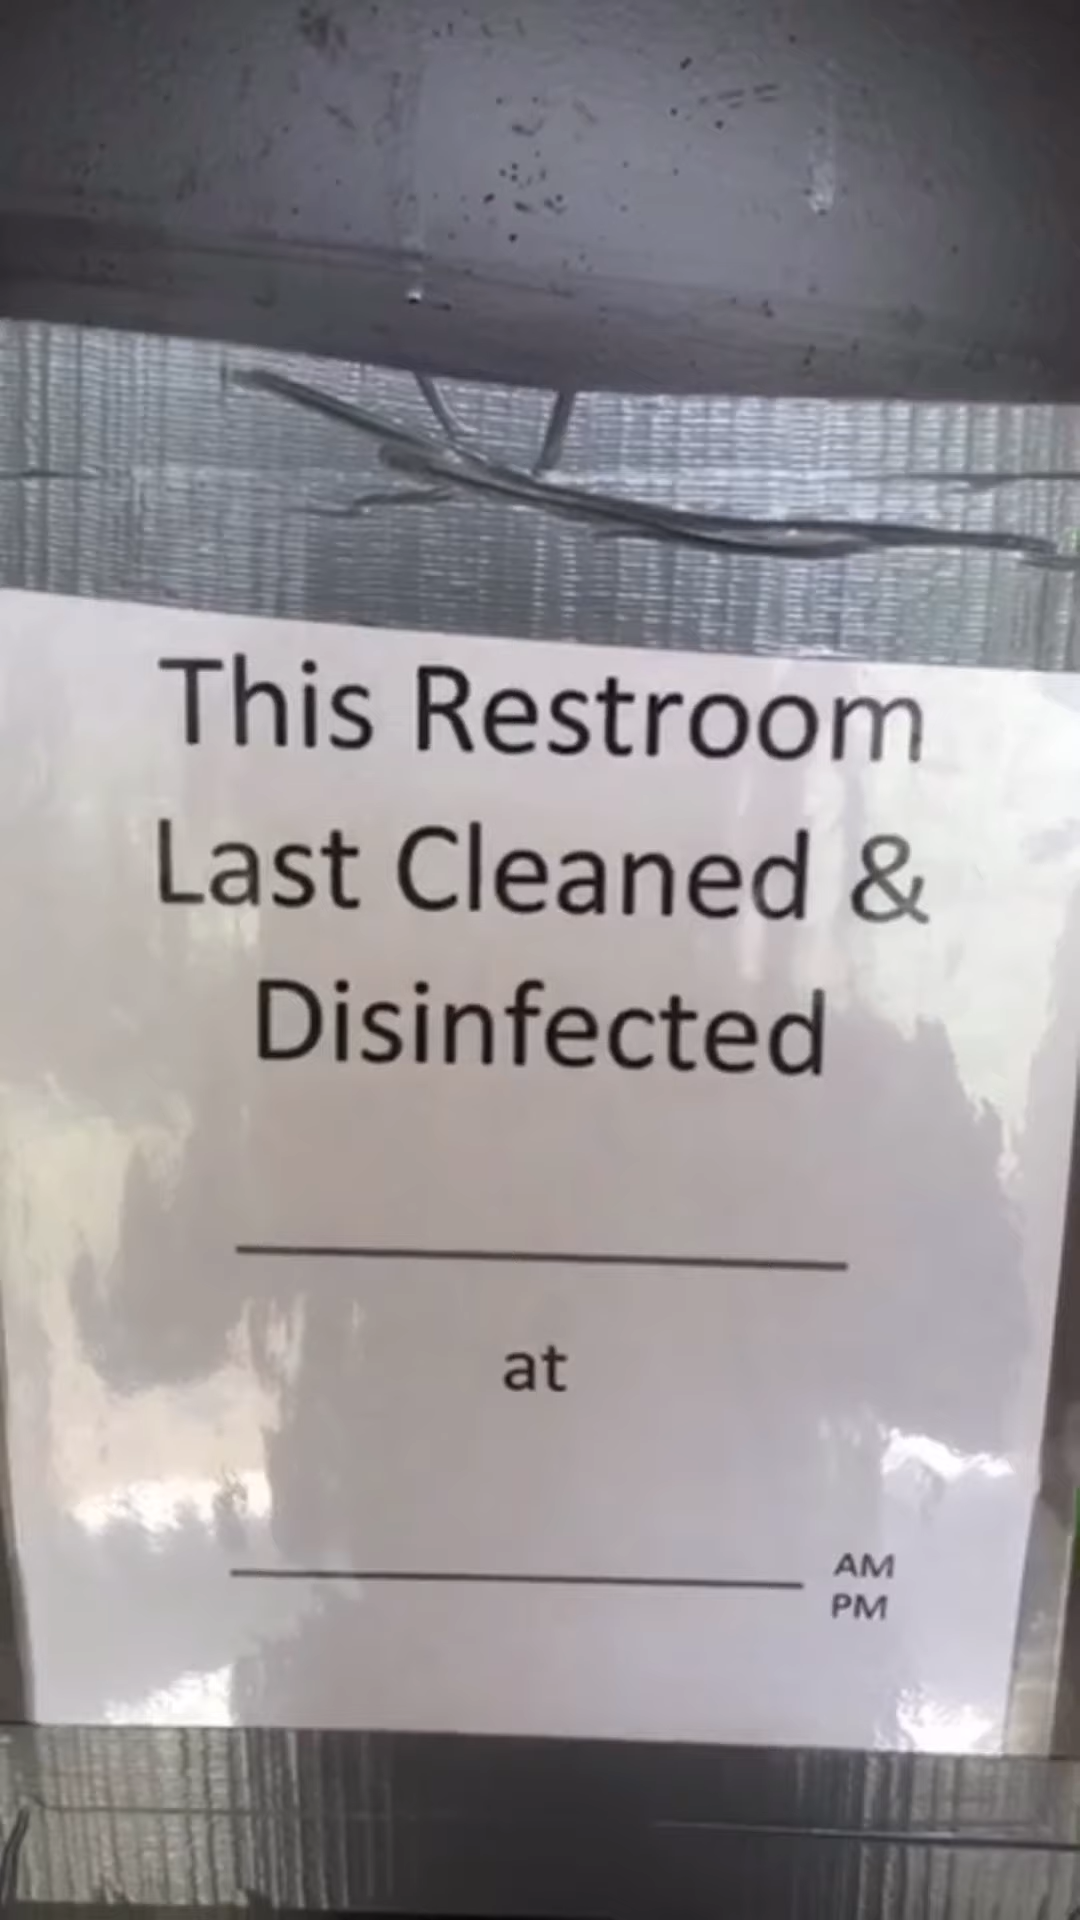 This Restroom
Last Cleaned &
Disinfected
at
AM
PM